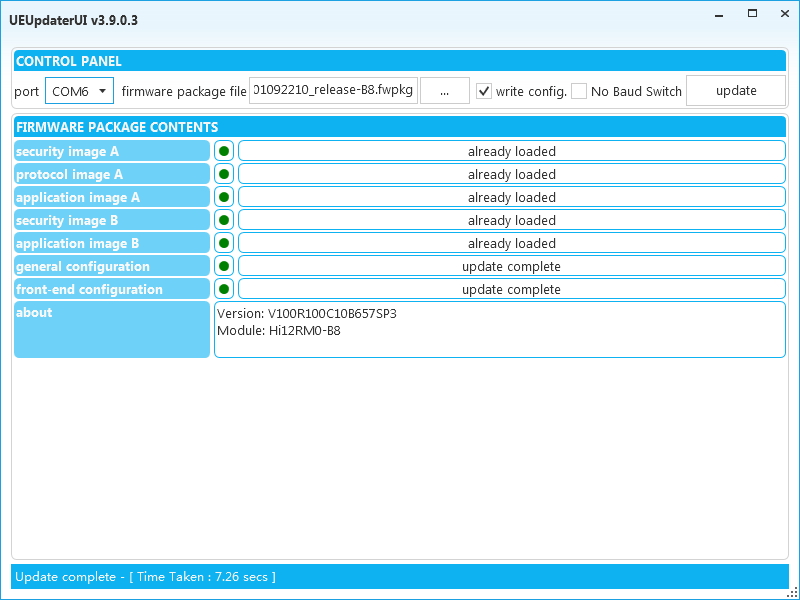 UEUpdaterUI v3.9.0.3
CONTROL PANEL
port COM6 firmware package file 01092210_release-B8.fwpkg ... write config. No Baud Switch update
FIRMWARE PACKAGE CONTENTS
security image A already loaded
protocol image A already loaded
application image A already loaded
security image B already loaded
application image B already loaded
general configuration update complete
front-end configuration update complete
about Version: V100R100C10B657SP3
Module: Hi12RM0-B8
Update complete - [ Time Taken : 7.26 secs ]